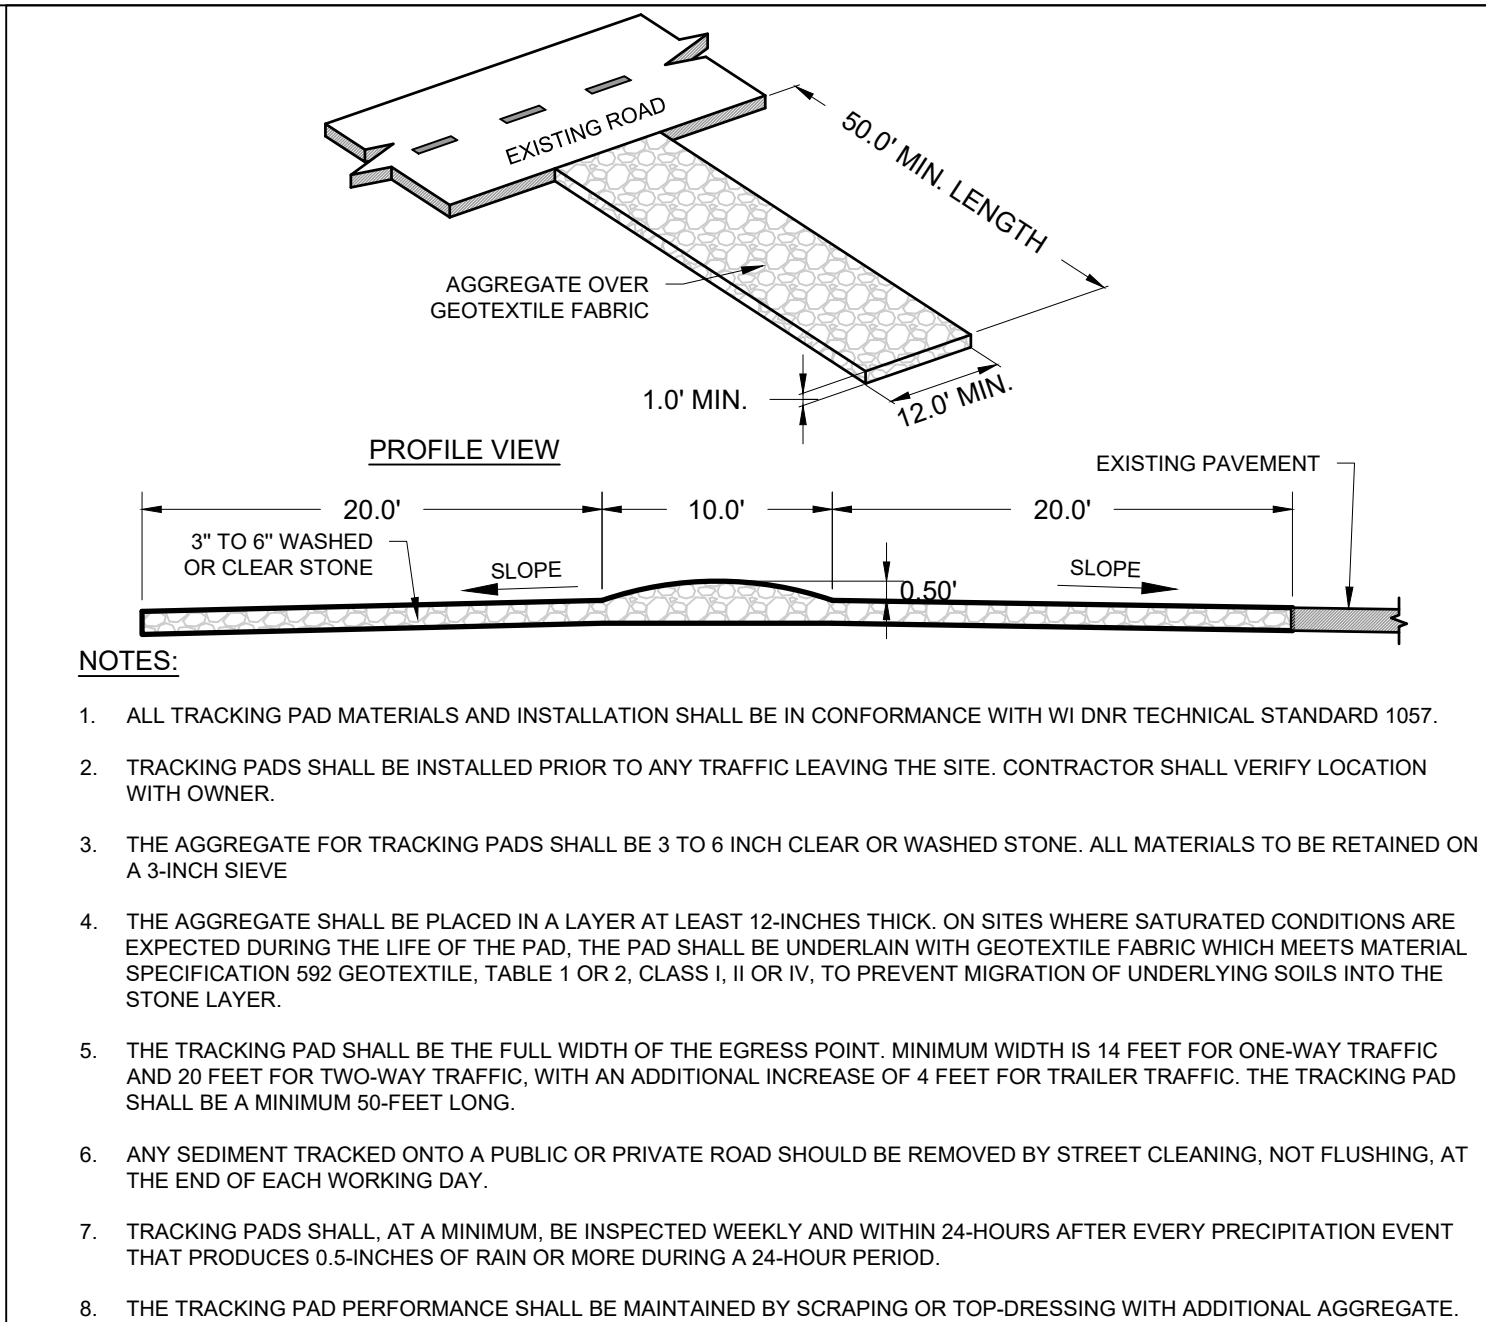 EXISTING ROAD
50.0' MIN. LENGTH
AGGREGATE OVER
GEOTEXTILE FABRIC
1.0' MIN.
12.0' MIN.
PROFILE VIEW
EXISTING PAVEMENT
20.0'
10.0'
20.0'
3" TO 6" WASHED
OR CLEAR STONE
SLOPE
0.50'
SLOPE
NOTES:
1. ALL TRACKING PAD MATERIALS AND INSTALLATION SHALL BE IN CONFORMANCE WITH WI DNR TECHNICAL STANDARD 1057.
2. TRACKING PADS SHALL BE INSTALLED PRIOR TO ANY TRAFFIC LEAVING THE SITE. CONTRACTOR SHALL VERIFY LOCATION
WITH OWNER.
3. THE AGGREGATE FOR TRACKING PADS SHALL BE 3 TO 6 INCH CLEAR OR WASHED STONE. ALL MATERIALS TO BE RETAINED ON
A 3-INCH SIEVE
4. THE AGGREGATE SHALL BE PLACED IN A LAYER AT LEAST 12-INCHES THICK. ON SITES WHERE SATURATED CONDITIONS ARE
EXPECTED DURING THE LIFE OF THE PAD, THE PAD SHALL BE UNDERLAIN WITH GEOTEXTILE FABRIC WHICH MEETS MATERIAL
SPECIFICATION 592 GEOTEXTILE, TABLE 1 OR 2, CLASS I, II OR IV, TO PREVENT MIGRATION OF UNDERLYING SOILS INTO THE
STONE LAYER.
5. THE TRACKING PAD SHALL BE THE FULL WIDTH OF THE EGRESS POINT. MINIMUM WIDTH IS 14 FEET FOR ONE-WAY TRAFFIC
AND 20 FEET FOR TWO-WAY TRAFFIC, WITH AN ADDITIONAL INCREASE OF 4 FEET FOR TRAILER TRAFFIC. THE TRACKING PAD
SHALL BE A MINIMUM 50-FEET LONG.
6. ANY SEDIMENT TRACKED ONTO A PUBLIC OR PRIVATE ROAD SHOULD BE REMOVED BY STREET CLEANING, NOT FLUSHING, AT
THE END OF EACH WORKING DAY.
7. TRACKING PADS SHALL, AT A MINIMUM, BE INSPECTED WEEKLY AND WITHIN 24-HOURS AFTER EVERY PRECIPITATION EVENT
THAT PRODUCES 0.5-INCHES OF RAIN OR MORE DURING A 24-HOUR PERIOD.
8. THE TRACKING PAD PERFORMANCE SHALL BE MAINTAINED BY SCRAPING OR TOP-DRESSING WITH ADDITIONAL AGGREGATE.